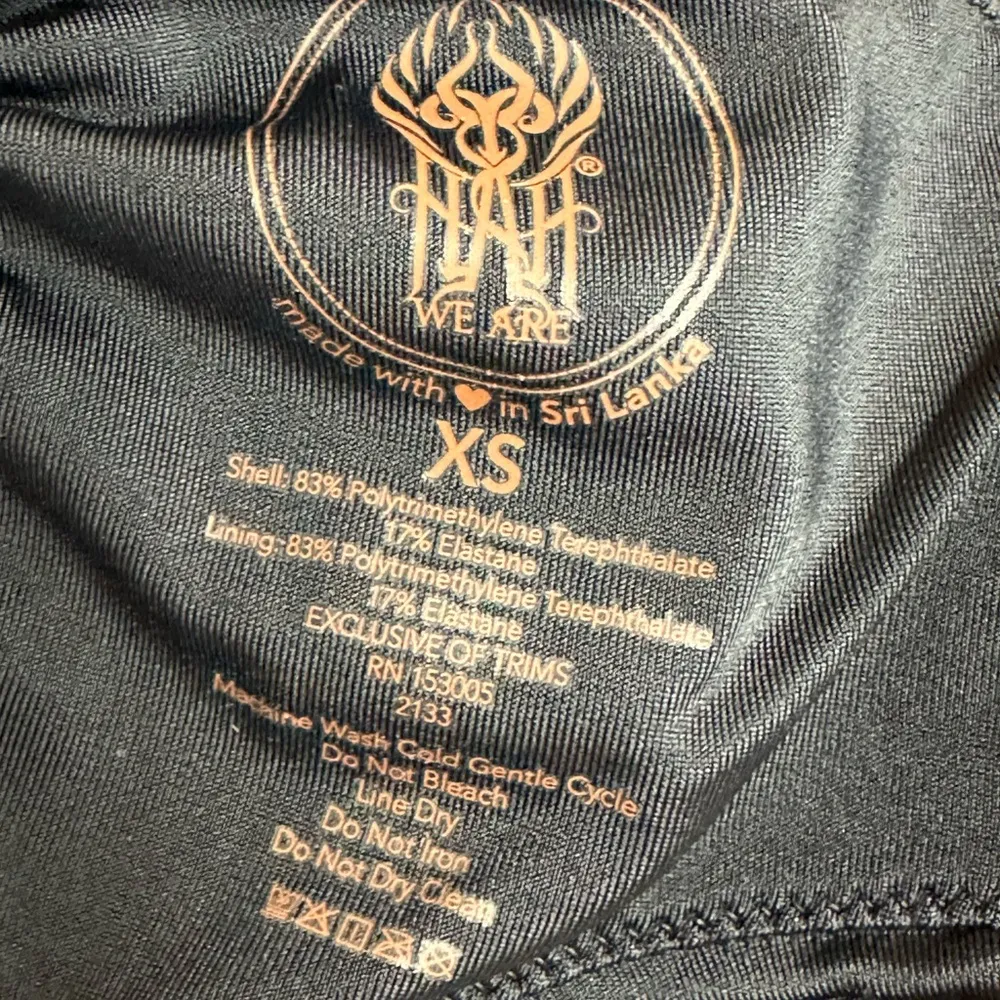 HAH®
WE ARE
made with ❤ in Sri Lanka
XS
Shell: 83% Polytrimethylene Terephthalate
17% Elastane
Lining: 83% Polytrimethylene Terephthalate
17% Elastane
EXCLUSIVE OF TRIMS
RN 153005
2133
Machine Wash Cold Gentle Cycle
Do Not Bleach
Line Dry
Do Not Iron
Do Not Dry Clean